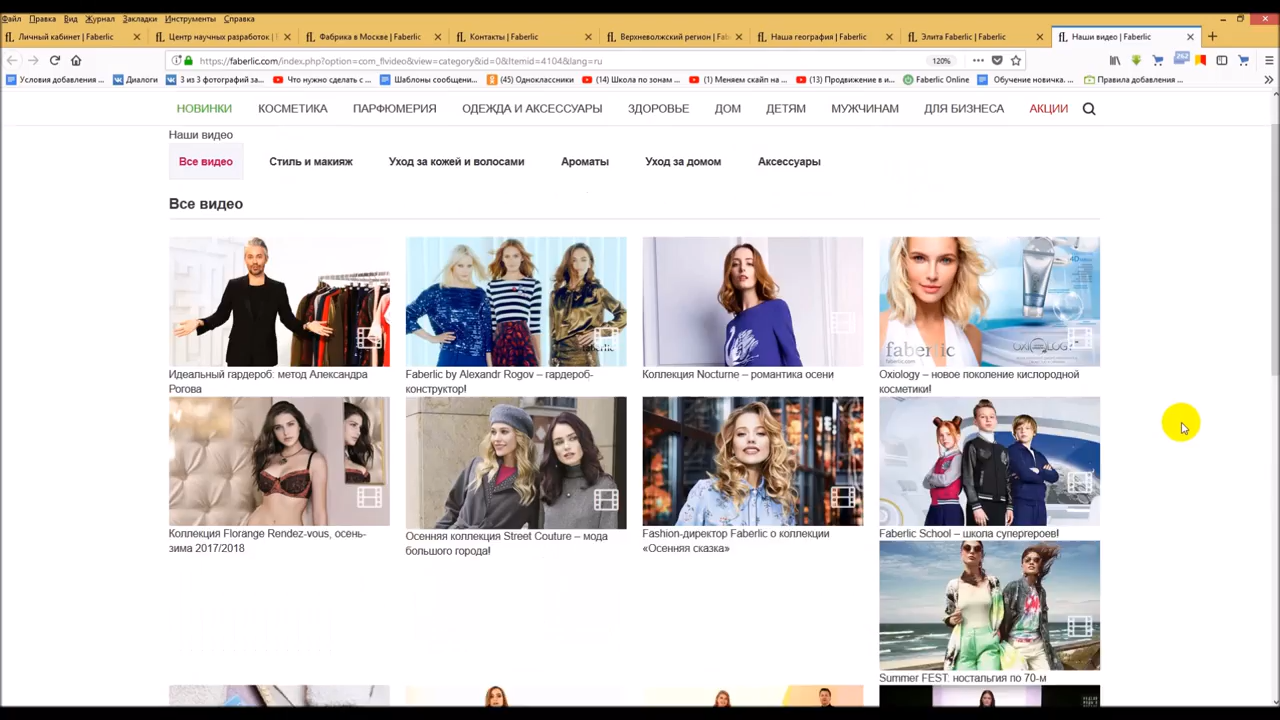 Файл Правка Вид Журнал Закладки Инструменты Справка
Личный кабинет | Faberlic
Центр научных разработок |
Фабрика в Москве | Faberlic
Контакты | Faberlic
Верхневолжский регион | Fab
Наша география | Faberlic
Элита Faberlic | Faberlic
Наши видео | Faberlic
https://faberlic.com/index.php?option=com_flvideo&view=category&id=0&Itemid=4104&lang=ru
120%
262
Условия добавления ...
Диалоги
3 из 3 фотографий за...
Что нужно сделать с ...
Шаблоны сообщени...
(45) Одноклассники
(14) Школа по зонам ...
(1) Меняем скайп на ...
(13) Продвижение в и...
Faberlic Online
Обучение новичка. ...
Правила добавления ...
НОВИНКИ КОСМЕТИКА ПАРФЮМЕРИЯ ОДЕЖДА И АКСЕССУАРЫ ЗДОРОВЬЕ ДОМ ДЕТЯМ МУЖЧИНАМ ДЛЯ БИЗНЕСА АКЦИИ
Наши видео
Все видео Стиль и макияж Уход за кожей и волосами Ароматы Уход за домом Аксессуары
Все видео
faberlic
faberlic
faberlic.com
OXIOLOGY
Идеальный гардероб: метод Александра
Рогова
Faberlic by Alexandr Rogov – гардероб-
конструктор!
Коллекция Nocturne – романтика осени
Oxiology – новое поколение кислородной
косметики!
Коллекция Florange Rendez-vous, осень-
зима 2017/2018
Осенняя коллекция Street Couture – мода
большого города!
Fashion-директор Faberlic о коллекции
«Осенняя сказка»
Faberlic School – школа супергероев!
Summer FEST: ностальгия по 70-м